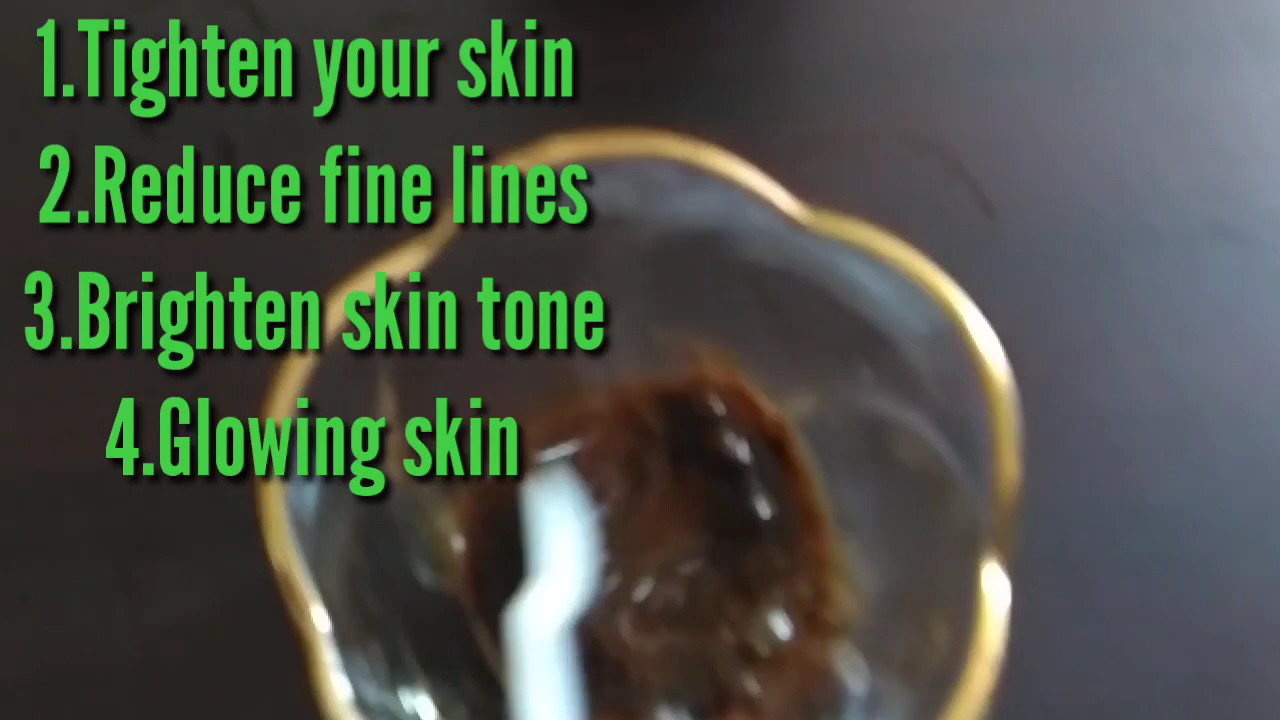 1.Tighten your skin
2.Reduce fine lines
3.Brighten skin tone
4.Glowing skin